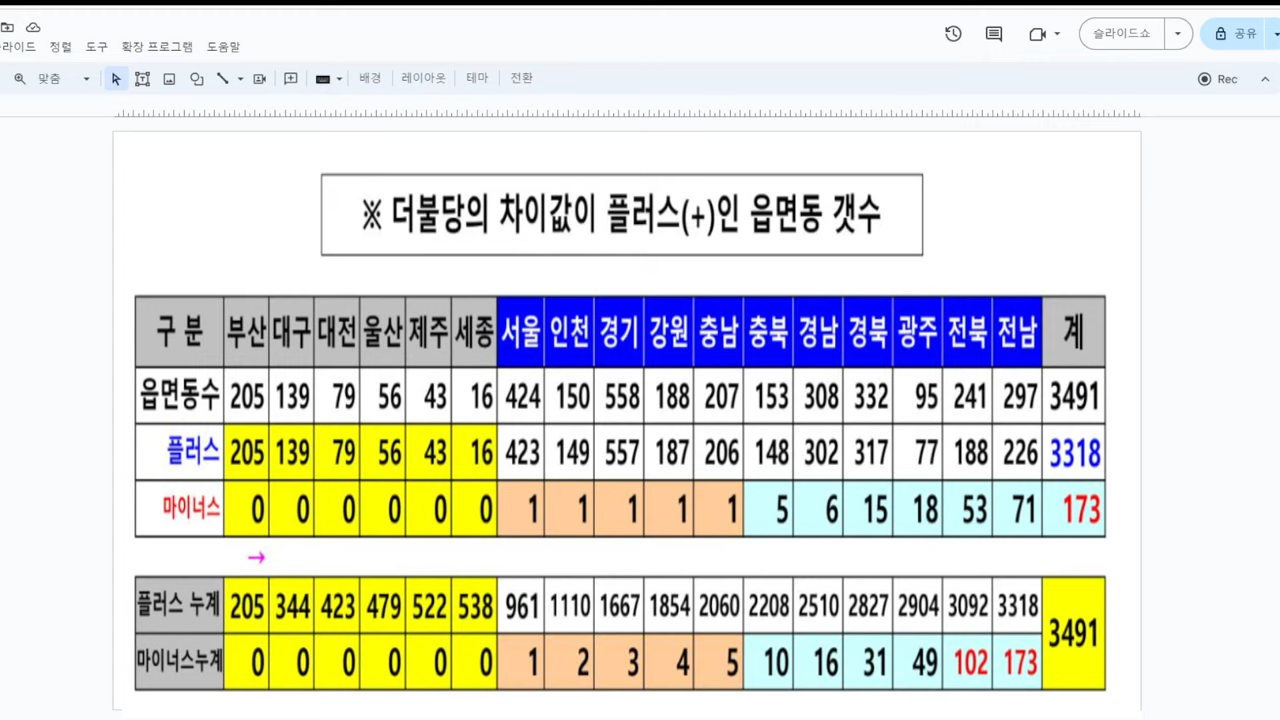 라이드 정렬 도구 확장 프로그램 도움말
슬라이드쇼 공유
맞춤 배경 레이아웃 테마 전환 Rec
※ 더불당의 차이값이 플러스(+)인 읍면동 갯수
구 분 부산 대구 대전 울산 제주 세종 서울 인천 경기 강원 충남 충북 경남 경북 광주 전북 전남 계
읍면동수 205 139 79 56 43 16 424 150 558 188 207 153 308 332 95 241 297 3491
플러스 205 139 79 56 43 16 423 149 557 187 206 148 302 317 77 188 226 3318
마이너스 0 0 0 0 0 0 1 1 1 1 1 5 6 15 18 53 71 173
→
플러스 누계 205 344 423 479 522 538 961 1110 1667 1854 2060 2208 2510 2827 2904 3092 3318 3491
마이너스누계 0 0 0 0 0 0 1 2 3 4 5 10 16 31 49 102 173